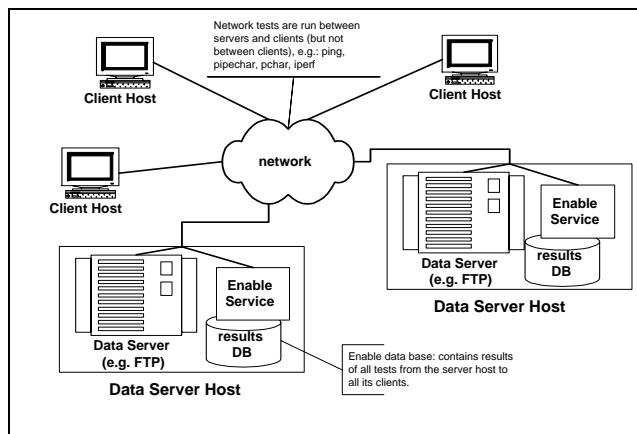 Network tests are run between
servers and clients (but not
between clients), e.g.: ping,
pipechar, pchar, iperf
Client Host
Client Host
network
Client Host
Enable
Service
results
DB
Data Server
(e.g. FTP)
Data Server Host
Enable
Service
results
DB
Data Server
(e.g. FTP)
Data Server Host
Enable data base: contains results
of all tests from the server host to
all its clients.